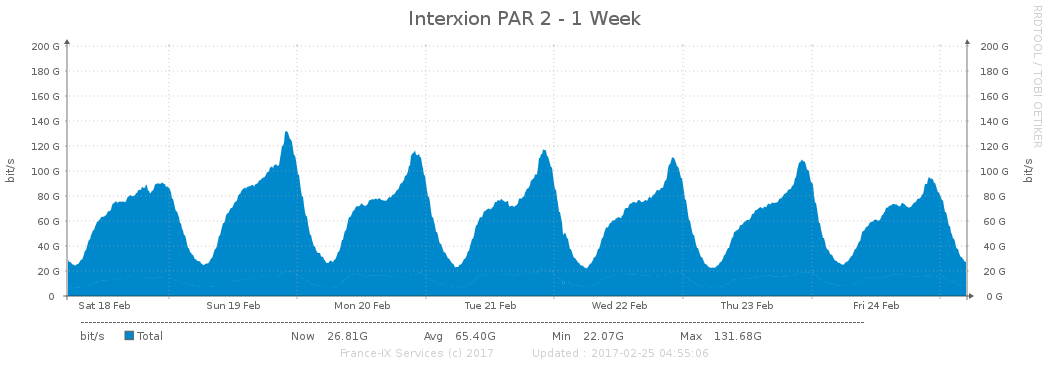 Interxion PAR 2 - 1 Week
RRDTOOL / TOBI OETIKER
bit/s
200 G
180 G
160 G
140 G
120 G
100 G
80 G
60 G
40 G
20 G
0
200 G
180 G
160 G
140 G
120 G
100 G
80 G
60 G
40 G
20 G
0 G
bit/s
Sat 18 Feb Sun 19 Feb Mon 20 Feb Tue 21 Feb Wed 22 Feb Thu 23 Feb Fri 24 Feb
bit/s Total Now 26.81G Avg 65.40G Min 22.07G Max 131.68G
France-IX Services (c) 2017 Updated : 2017-02-25 04:55:06